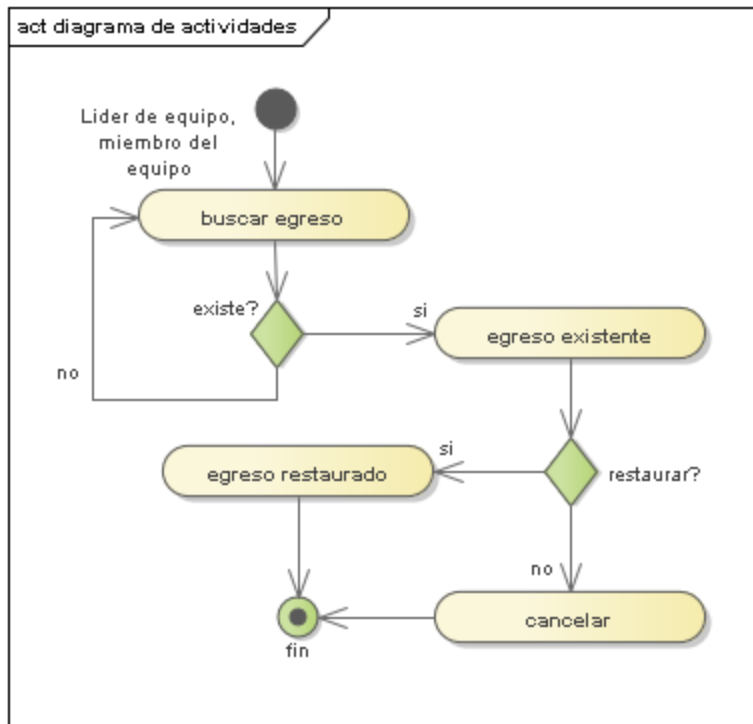 act diagrama de actividades
Lider de equipo,
miembro del
equipo
buscar egreso
existe?
si
egreso existente
no
si
egreso restaurado
restaurar?
no
cancelar
fin